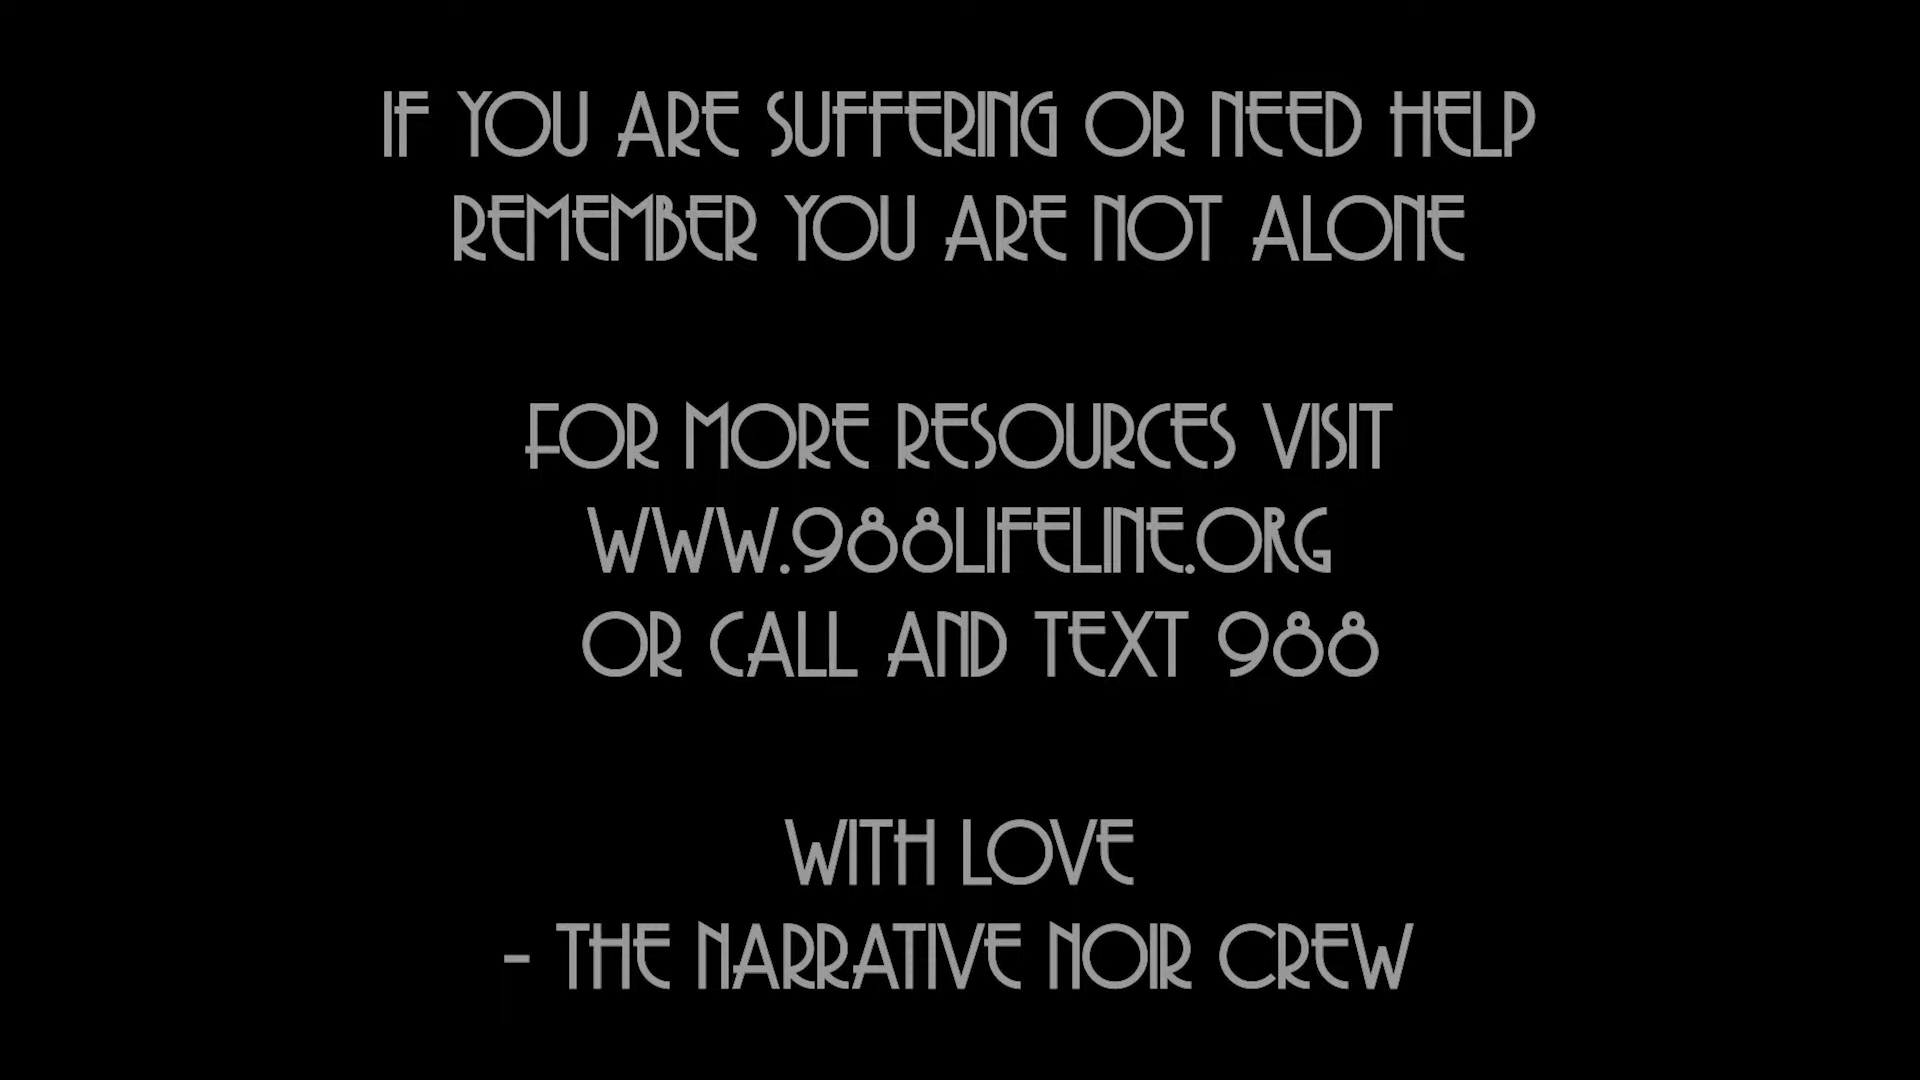 IF YOU ARE SUFFERING OR NEED HELP
REMEMBER YOU ARE NOT ALONE
FOR MORE RESOURCES VISIT
WWW.988LIFELINE.ORG
OR CALL AND TEXT 988
WITH LOVE
- THE NARRATIVE NOIR CREW